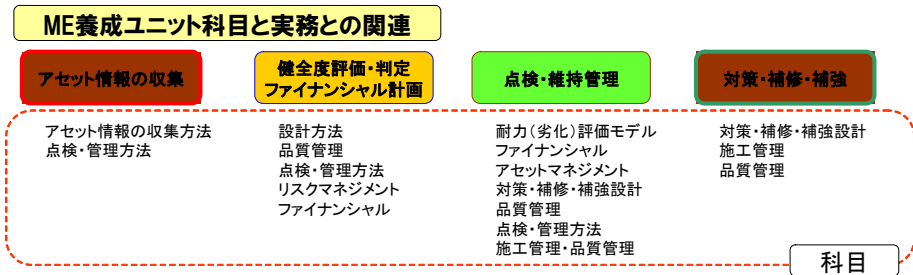 ME養成ユニット科目と実務との関連
アセット情報の収集
健全度評価・判定
ファイナンシャル計画
点検・維持管理
対策・補修・補強
アセット情報の収集方法
点検・管理方法
設計方法
品質管理
点検・管理方法
リスクマネジメント
ファイナンシャル
耐力(劣化)評価モデル
ファイナンシャル
アセットマネジメント
対策・補修・補強設計
品質管理
点検・管理方法
施工管理・品質管理
対策・補修・補強設計
施工管理
品質管理
科目